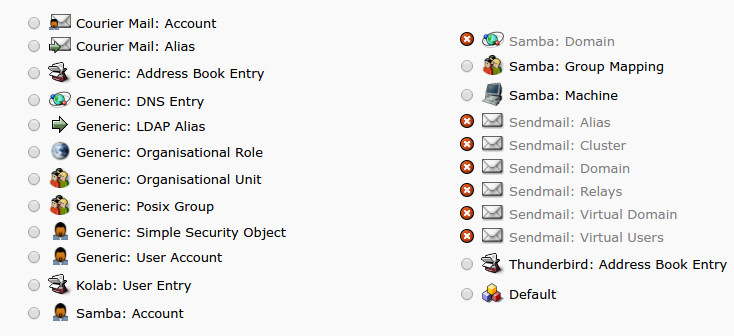 Courier Mail: Account
Courier Mail: Alias
Generic: Address Book Entry
Generic: DNS Entry
Generic: LDAP Alias
Generic: Organisational Role
Generic: Organisational Unit
Generic: Posix Group
Generic: Simple Security Object
Generic: User Account
Kolab: User Entry
Samba: Account
Samba: Domain
Samba: Group Mapping
Samba: Machine
Sendmail: Alias
Sendmail: Cluster
Sendmail: Domain
Sendmail: Relays
Sendmail: Virtual Domain
Sendmail: Virtual Users
Thunderbird: Address Book Entry
Default